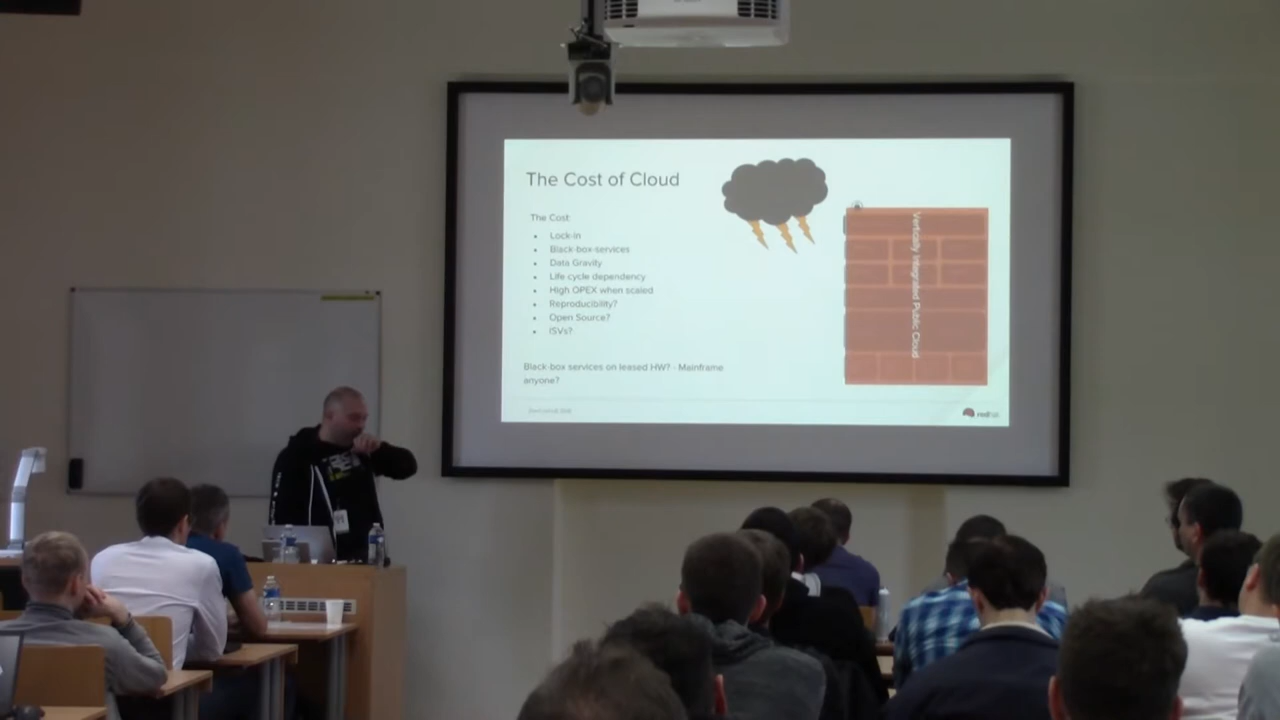 The Cost of Cloud
The Cost:
Lock-in
Black-box-services
Data Gravity
Life cycle dependency
High OPEX when scaled
Reproducibility?
Open Source?
ISVs?
Black-box services on leased HW? - Mainframe
anyone?
Vertically Integrated Public Cloud
redhat